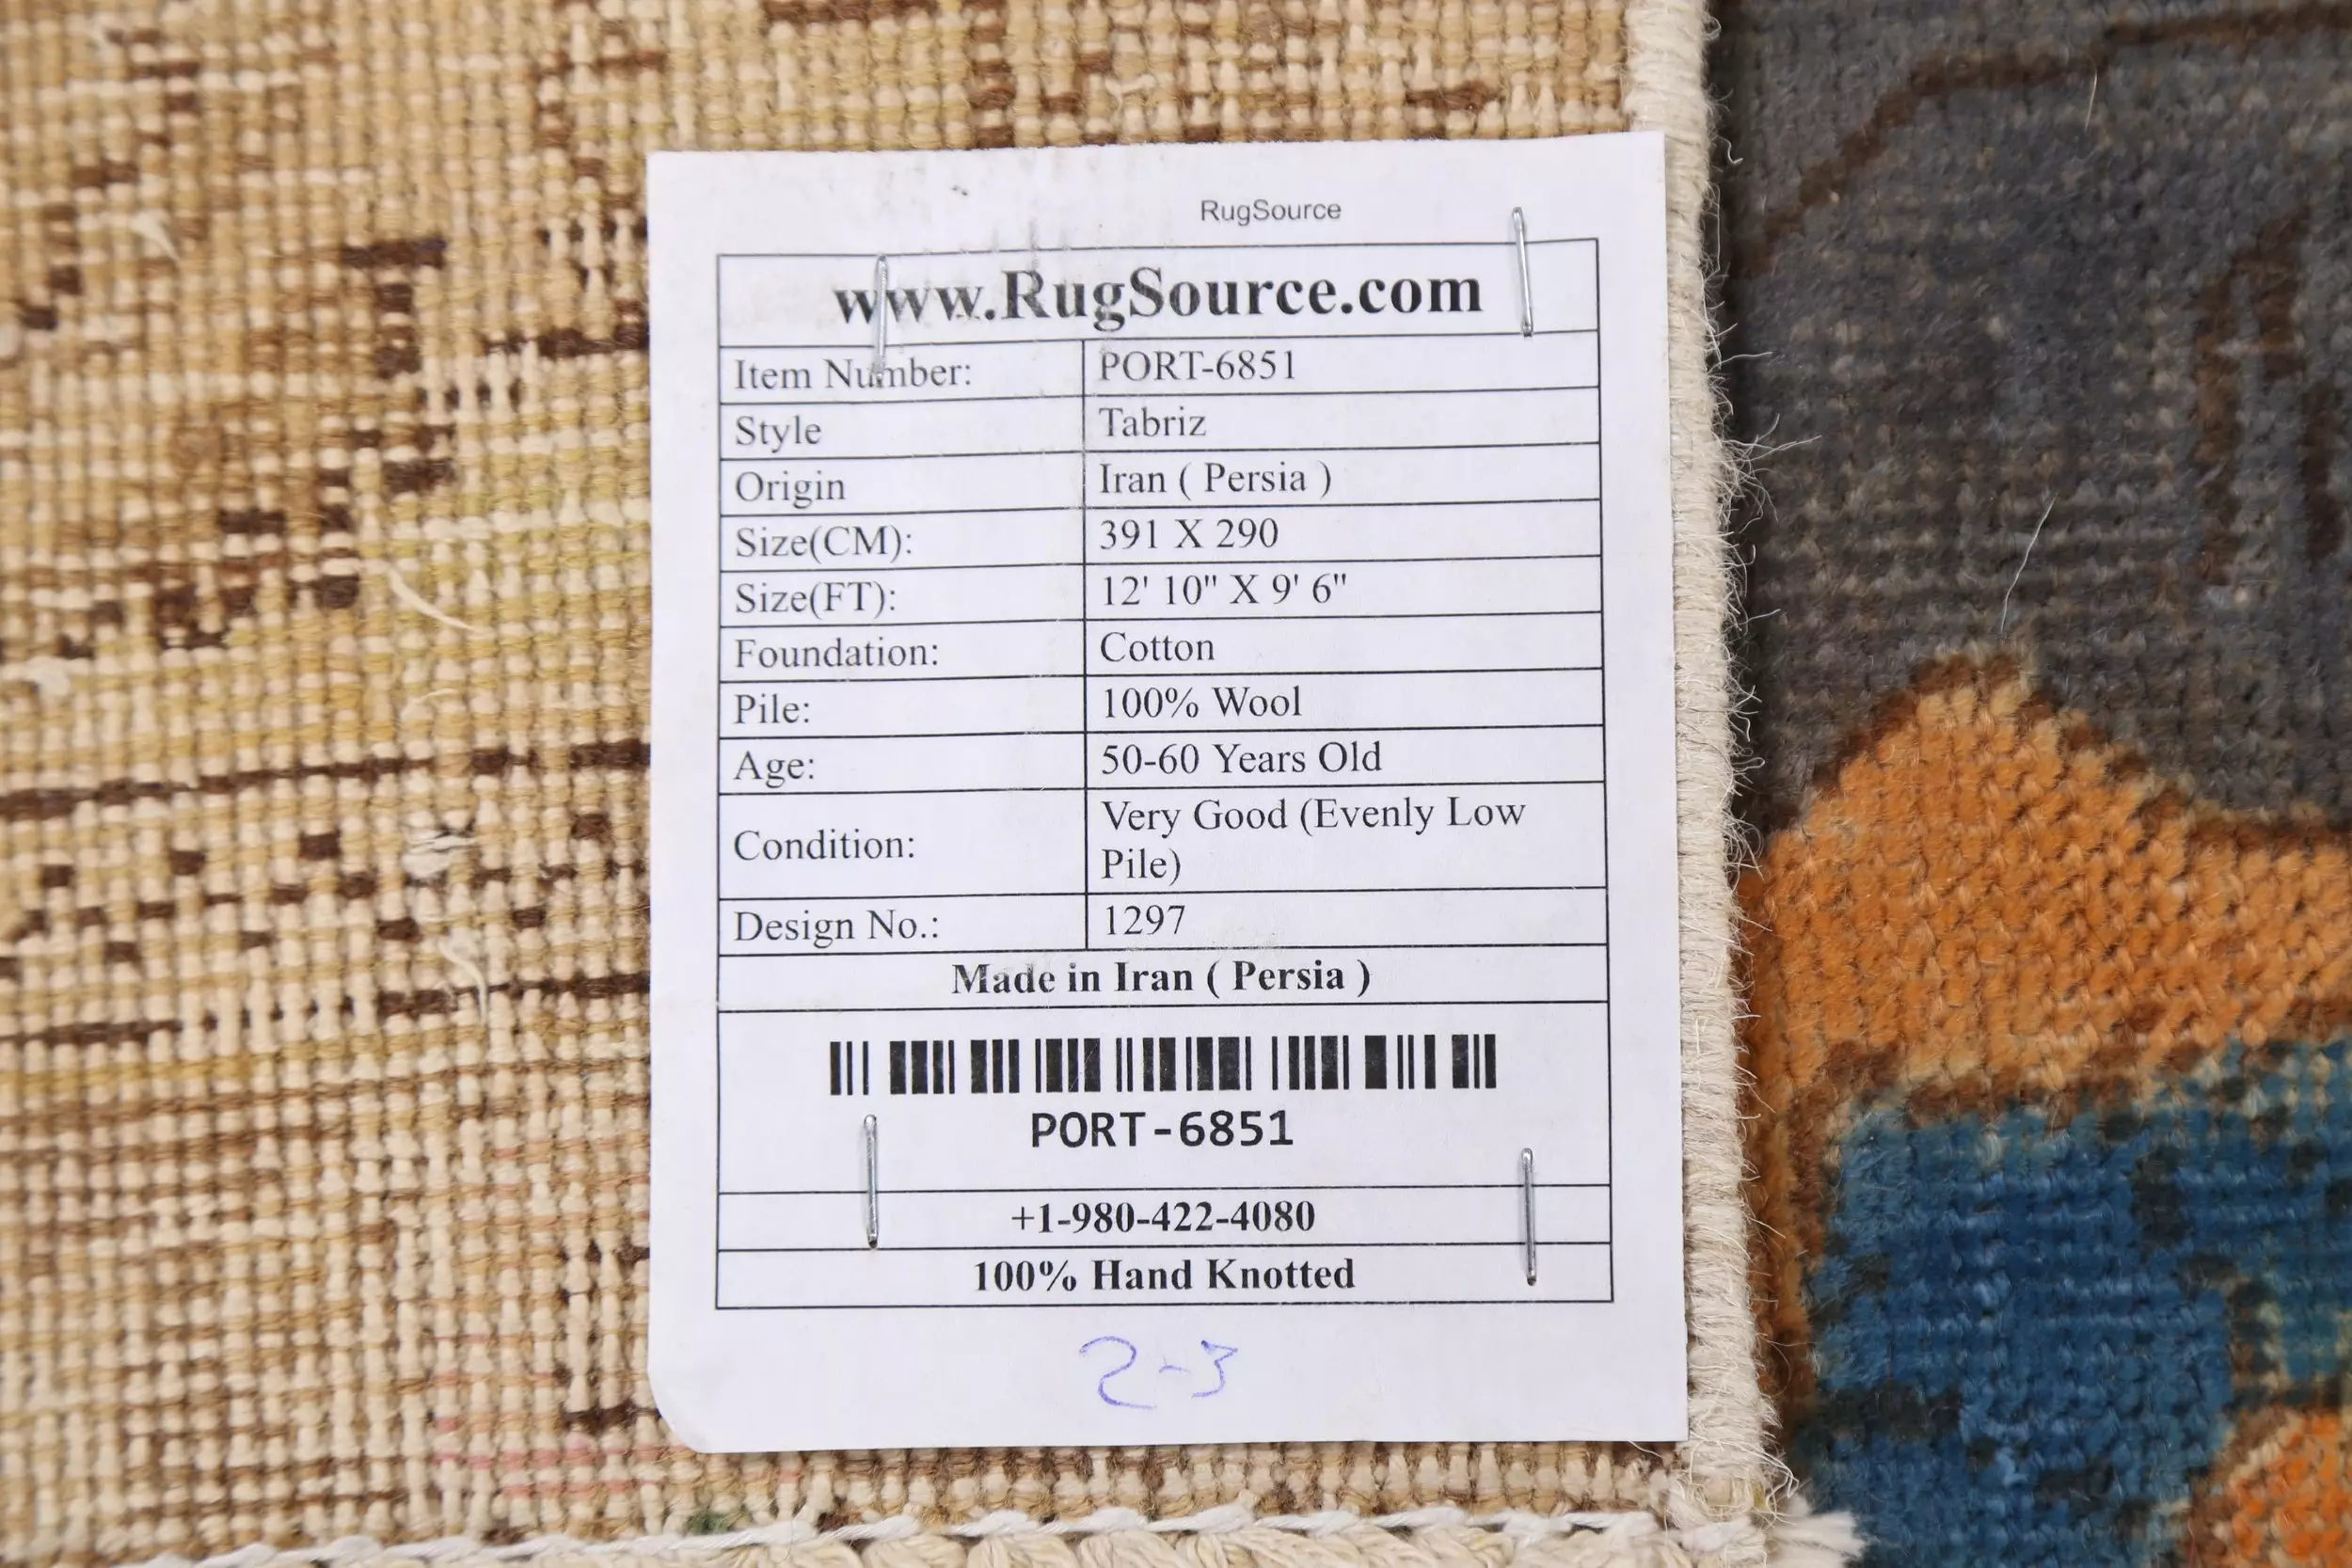 RugSource
www.RugSource.com
Item Number: PORT-6851
Style Tabriz
Origin Iran ( Persia )
Size(CM): 391 X 290
Size(FT): 12' 10" X 9' 6"
Foundation: Cotton
Pile: 100% Wool
Age: 50-60 Years Old
Condition: Very Good (Evenly Low
Pile)
Design No.: 1297
Made in Iran ( Persia )
PORT-6851
+1-980-422-4080
100% Hand Knotted
2-3